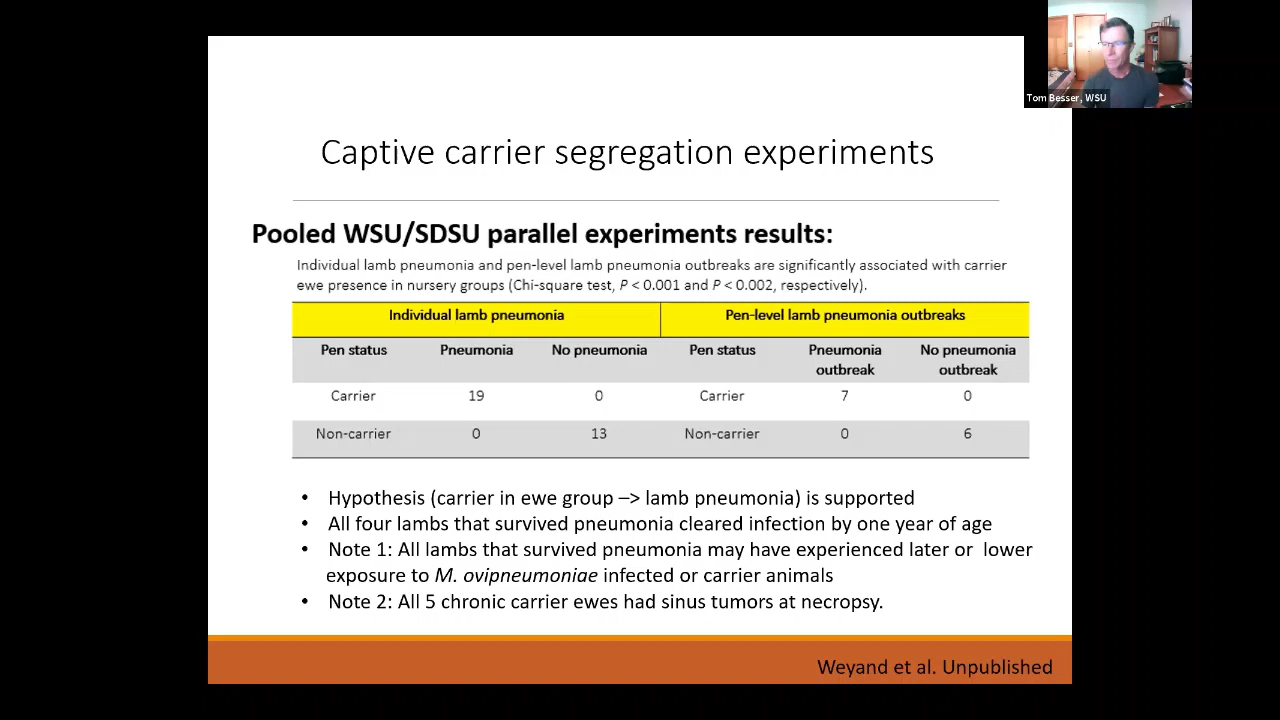 Tom Besser, WSU
Captive carrier segregation experiments
Pooled WSU/SDSU parallel experiments results:
Individual lamb pneumonia and pen-level lamb pneumonia outbreaks are significantly associated with carrier
ewe presence in nursery groups (Chi-square test, P < 0.001 and P < 0.002, respectively).
Individual lamb pneumonia Pen-level lamb pneumonia outbreaks
Pen status Pneumonia No pneumonia Pen status Pneumonia outbreak No pneumonia outbreak
Carrier 19 0 Carrier 7 0
Non-carrier 0 13 Non-carrier 0 6
• Hypothesis (carrier in ewe group –> lamb pneumonia) is supported
• All four lambs that survived pneumonia cleared infection by one year of age
• Note 1: All lambs that survived pneumonia may have experienced later or lower
exposure to M. ovipneumoniae infected or carrier animals
• Note 2: All 5 chronic carrier ewes had sinus tumors at necropsy.
Weyand et al. Unpublished